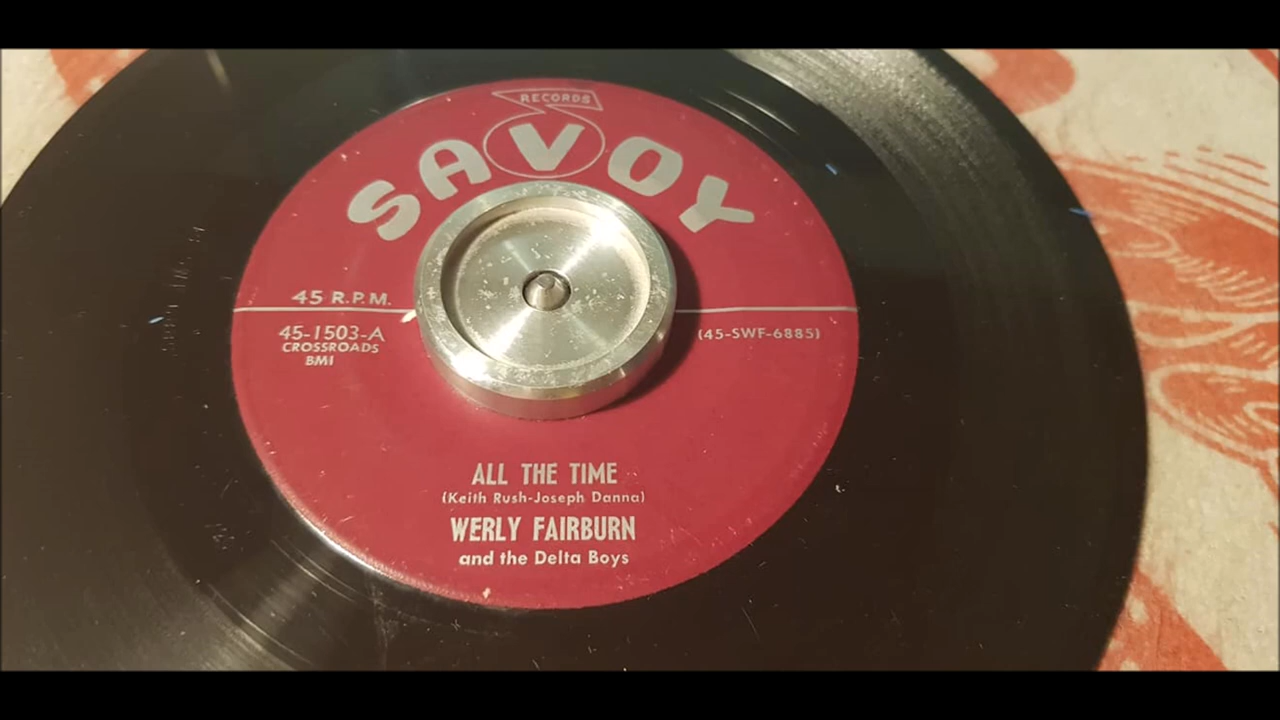 RECORDS
SAVOY
45 R.P.M.
45-1503-A
CROSSROADS
BMI
(45-SWF-6885)
ALL THE TIME
(Keith Rush-Joseph Danna)
WERLY FAIRBURN
and the Delta Boys